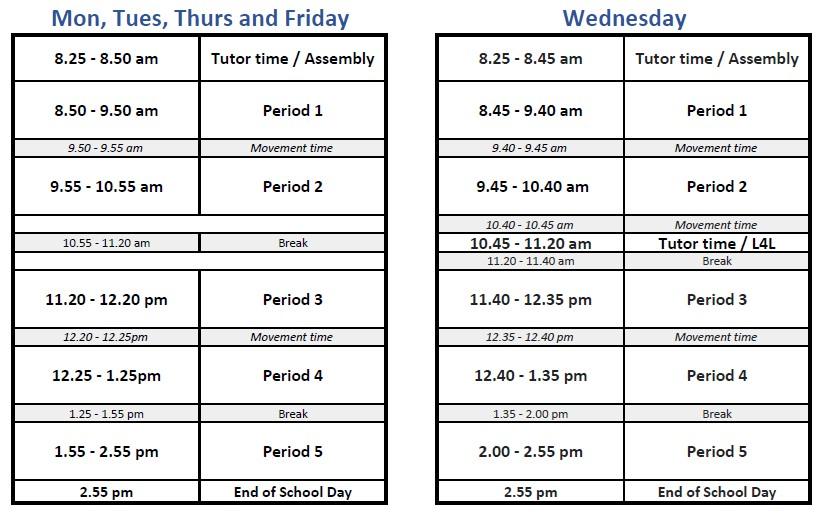 Mon, Tues, Thurs and Friday
8.25 - 8.50 am Tutor time / Assembly
8.50 - 9.50 am Period 1
9.50 - 9.55 am Movement time
9.55 - 10.55 am Period 2
10.55 - 11.20 am Break
11.20 - 12.20 pm Period 3
12.20 - 12.25pm Movement time
12.25 - 1.25pm Period 4
1.25 - 1.55 pm Break
1.55 - 2.55 pm Period 5
2.55 pm End of School Day
Wednesday
8.25 - 8.45 am Tutor time / Assembly
8.45 - 9.40 am Period 1
9.40 - 9.45 am Movement time
9.45 - 10.40 am Period 2
10.40 - 10.45 am Movement time
10.45 - 11.20 am Tutor time / L4L
11.20 - 11.40 am Break
11.40 - 12.35 pm Period 3
12.35 - 12.40 pm Movement time
12.40 - 1.35 pm Period 4
1.35 - 2.00 pm Break
2.00 - 2.55 pm Period 5
2.55 pm End of School Day